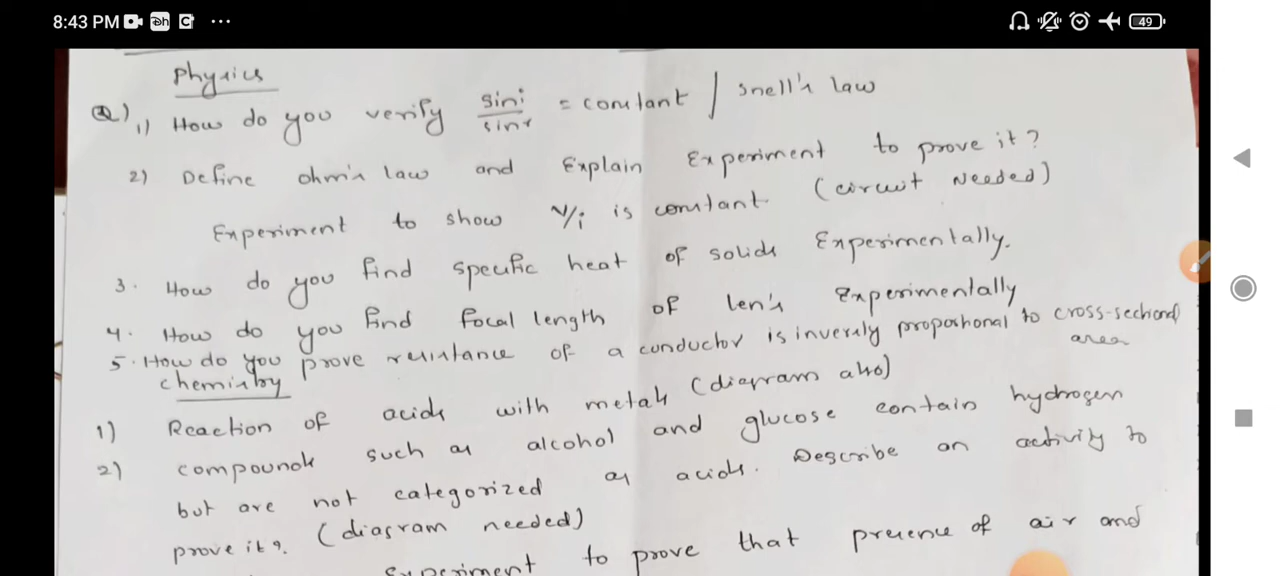 8:43 PM
49
Physics
Q) 1) How do you verify sini/sinr = constant / snell's law
2) Define ohm's law and Explain Experiment to prove it?
Experiment to show V/i is constant. (circuit Needed)
3. How do you find specific heat of solids Experimentally.
4. How do you find focal length of len's Experimentally
5. How do you prove resistance of a conductor is inversly proportional to cross-sectional
area
chemistry
1) Reaction of acids with metals (diagram also)
2) compounds such as alcohol and glucose contain hydrogen
but are not categorized as acids. Describe an activity to
prove it?. (diagram needed)
Experiment to prove that presence of air and